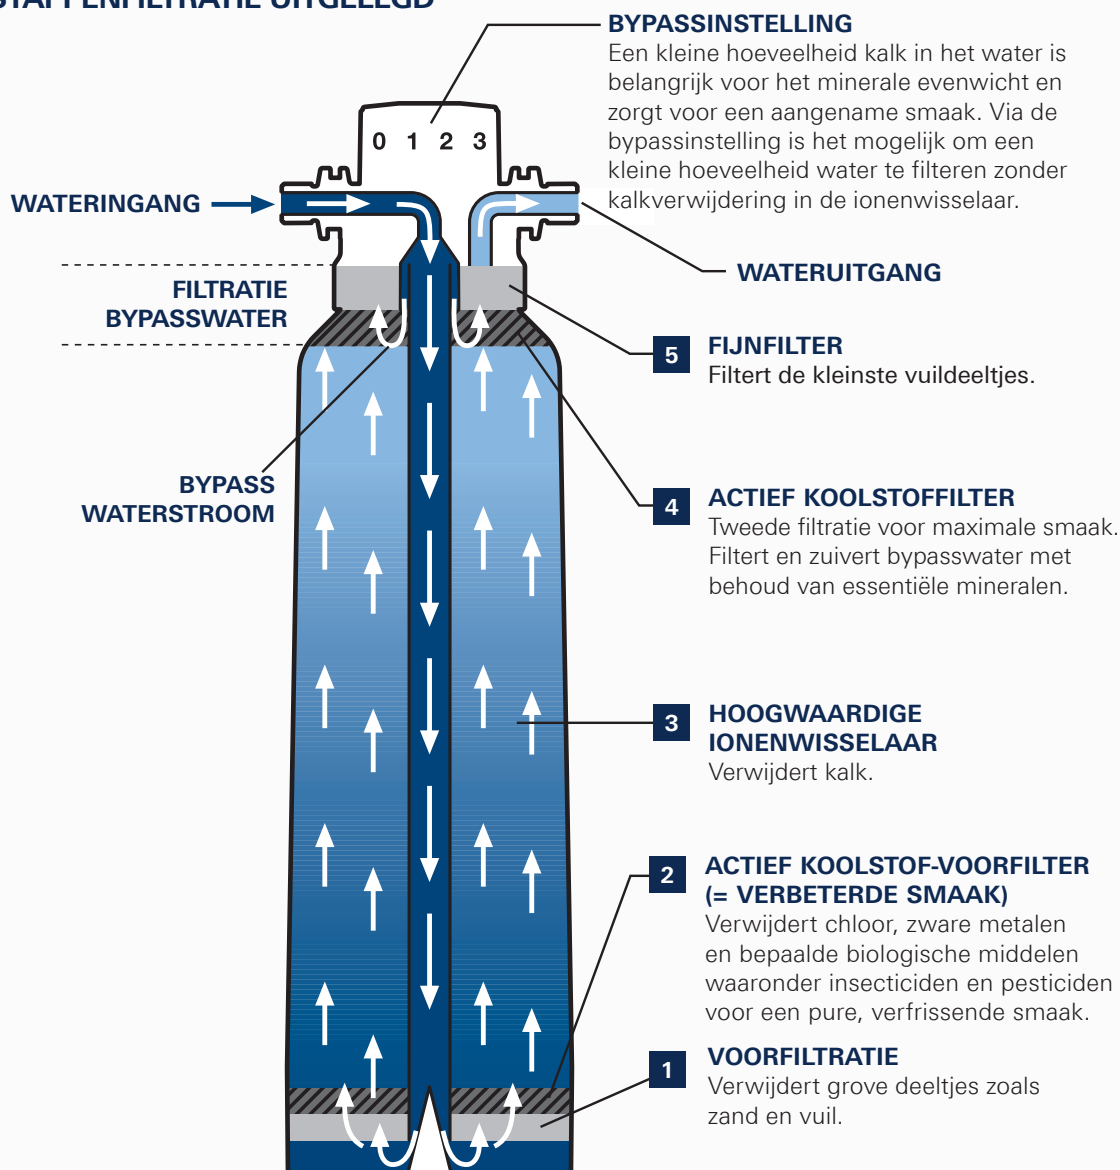 STAPPENFILTRATIE UITGELEGD
BYPASSINSTELLING
Een kleine hoeveelheid kalk in het water is
belangrijk voor het minerale evenwicht en
zorgt voor een aangename smaak. Via de
bypassinstelling is het mogelijk om een
kleine hoeveelheid water te filteren zonder
kalkverwijdering in de ionenwisselaar.
0 1 2 3
WATERINGANG
WATERUITGANG
FILTRATIE
BYPASSWATER
5 FIJNFILTER
Filtert de kleinste vuildeeltjes.
BYPASS
WATERSTROOM
4 ACTIEF KOOLSTOFFILTER
Tweede filtratie voor maximale smaak.
Filtert en zuivert bypasswater met
behoud van essentiële mineralen.
3 HOOGWAARDIGE
IONENWISSELAAR
Verwijdert kalk.
2 ACTIEF KOOLSTOF-VOORFILTER
(= VERBETERDE SMAAK)
Verwijdert chloor, zware metalen
en bepaalde biologische middelen
waaronder insecticiden en pesticiden
voor een pure, verfrissende smaak.
1 VOORFILTRATIE
Verwijdert grove deeltjes zoals
zand en vuil.